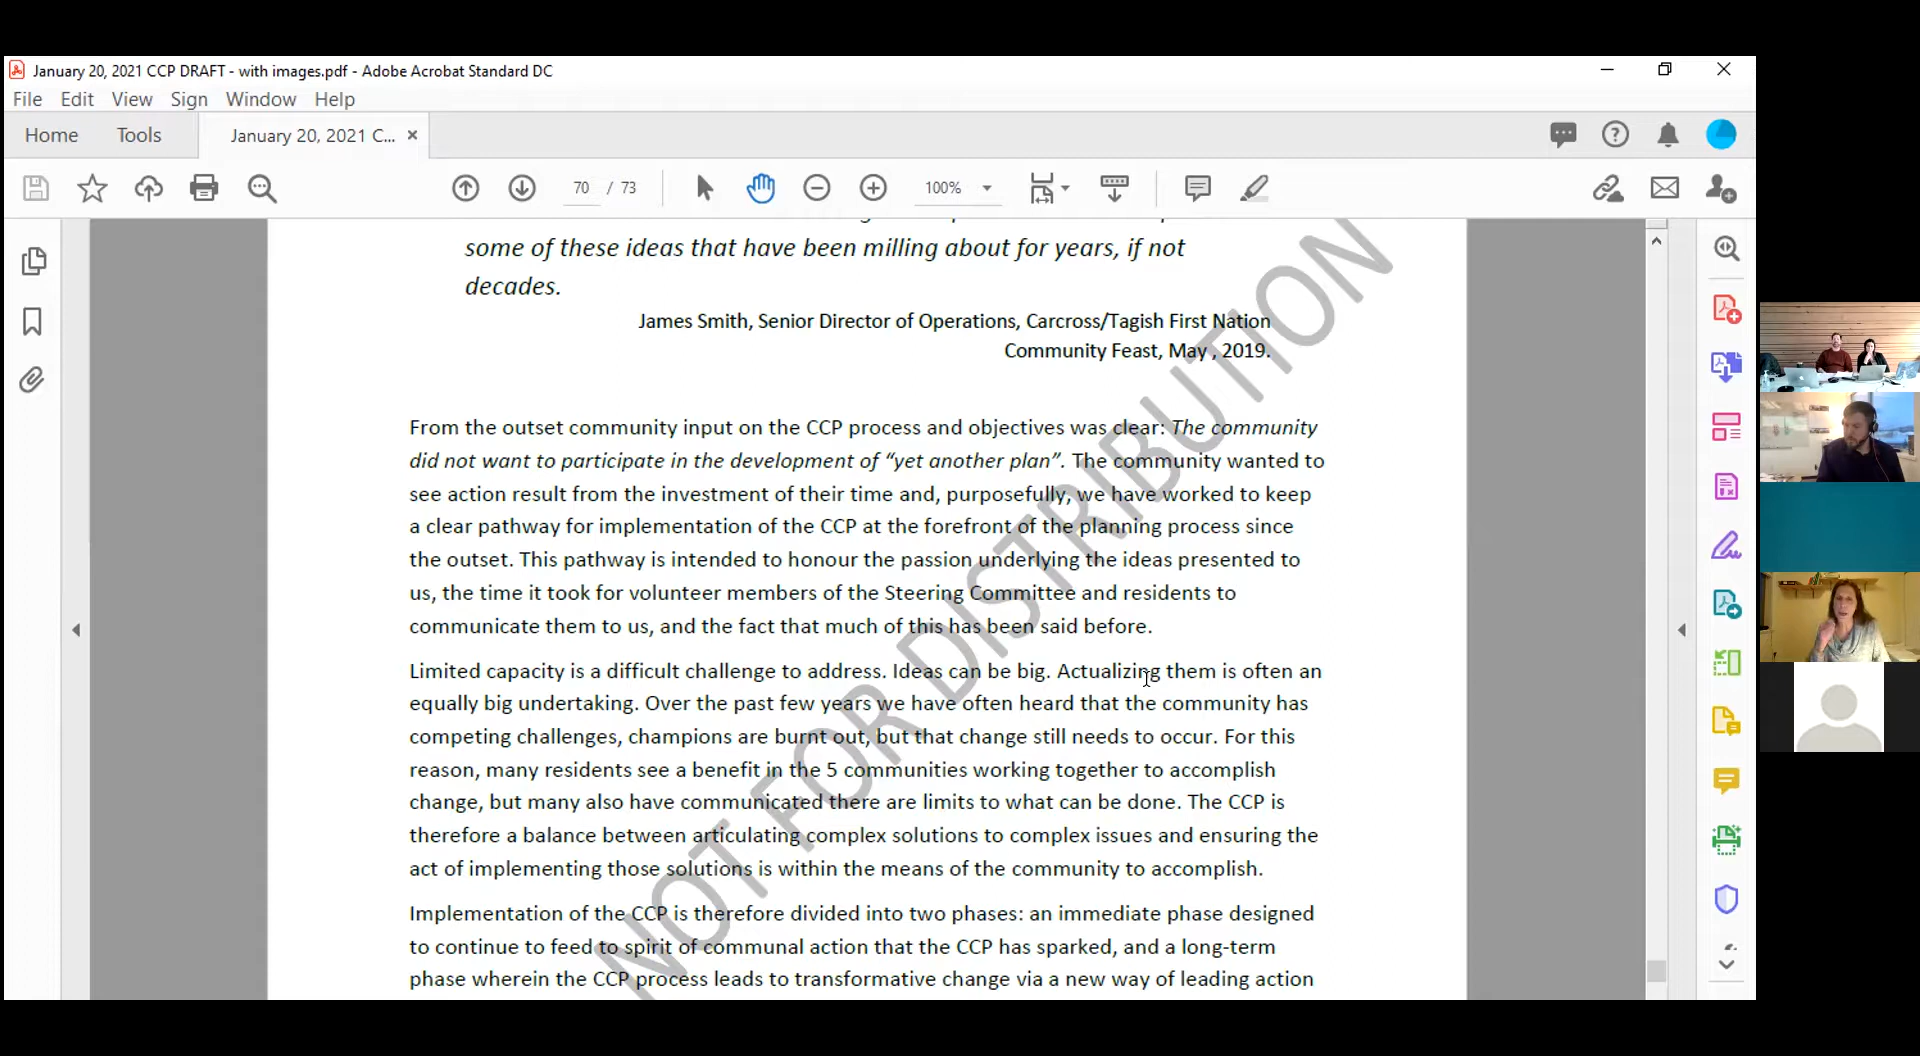 January 20, 2021 CCP DRAFT - with images.pdf - Adobe Acrobat Standard DC
File Edit View Sign Window Help
Home Tools January 20, 2021 C... ×
70 / 73 100%
some of these ideas that have been milling about for years, if not
decades.
James Smith, Senior Director of Operations, Carcross/Tagish First Nation
Community Feast, May , 2019.
From the outset community input on the CCP process and objectives was clear: The community
did not want to participate in the development of “yet another plan”. The community wanted to
see action result from the investment of their time and, purposefully, we have worked to keep
a clear pathway for implementation of the CCP at the forefront of the planning process since
the outset. This pathway is intended to honour the passion underlying the ideas presented to
us, the time it took for volunteer members of the Steering Committee and residents to
communicate them to us, and the fact that much of this has been said before.
Limited capacity is a difficult challenge to address. Ideas can be big. Actualizing them is often an
equally big undertaking. Over the past few years we have often heard that the community has
competing challenges, champions are burnt out, but that change still needs to occur. For this
reason, many residents see a benefit in the 5 communities working together to accomplish
change, but many also have communicated there are limits to what can be done. The CCP is
therefore a balance between articulating complex solutions to complex issues and ensuring the
act of implementing those solutions is within the means of the community to accomplish.
Implementation of the CCP is therefore divided into two phases: an immediate phase designed
to continue to feed to spirit of communal action that the CCP has sparked, and a long-term
phase wherein the CCP process leads to transformative change via a new way of leading action
NOT FOR DISTRIBUTION